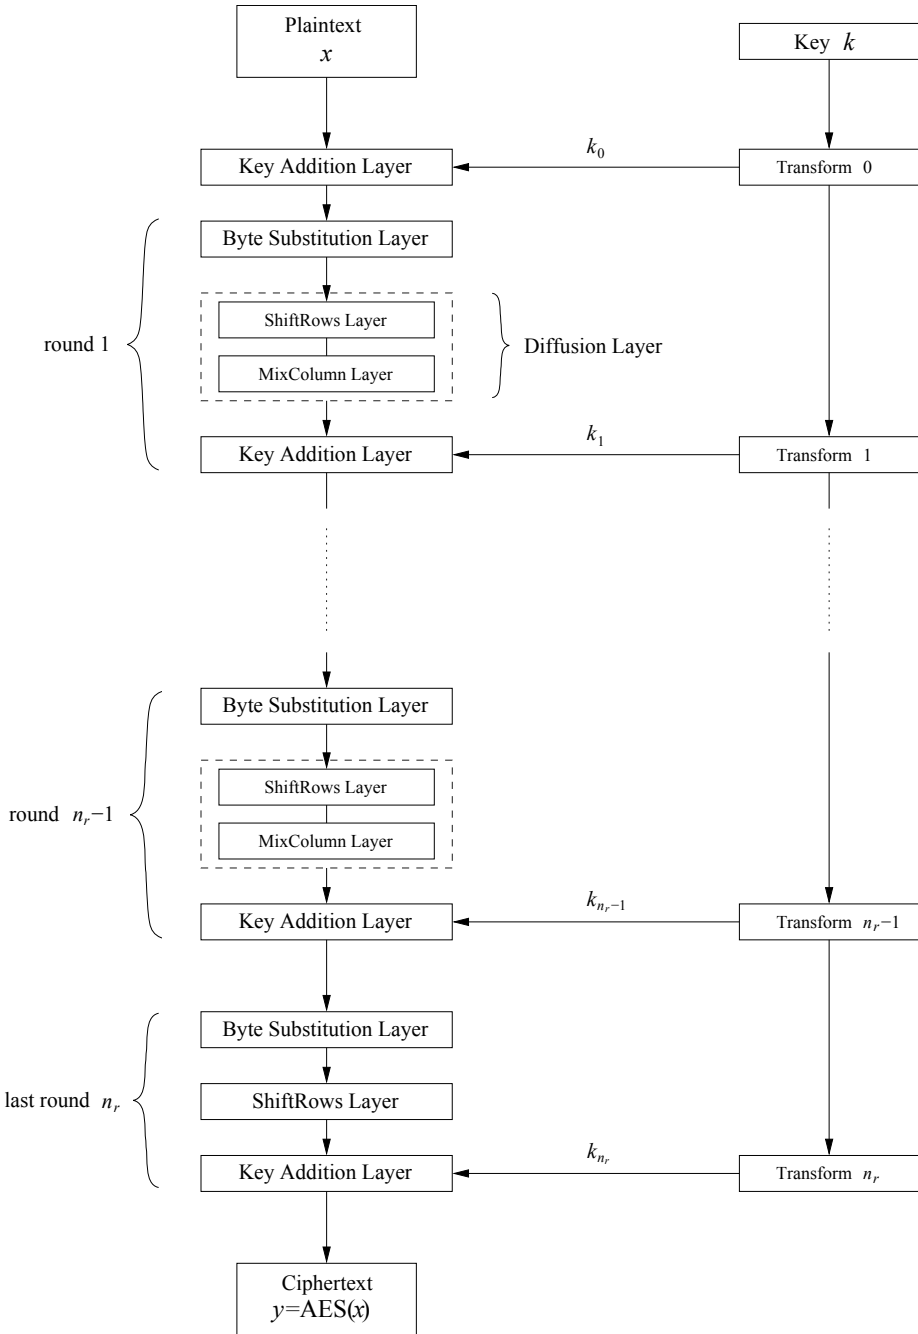 Plaintext
x
Key k
Key Addition Layer
k₀
Transform 0
Byte Substitution Layer
ShiftRows Layer
round 1
Diffusion Layer
MixColumn Layer
Key Addition Layer
k₁
Transform 1
Byte Substitution Layer
ShiftRows Layer
round nᵣ−1
MixColumn Layer
Key Addition Layer
kₙᵣ₋₁
Transform nᵣ−1
Byte Substitution Layer
last round nᵣ
ShiftRows Layer
Key Addition Layer
kₙᵣ
Transform nᵣ
Ciphertext
y=AES(x)